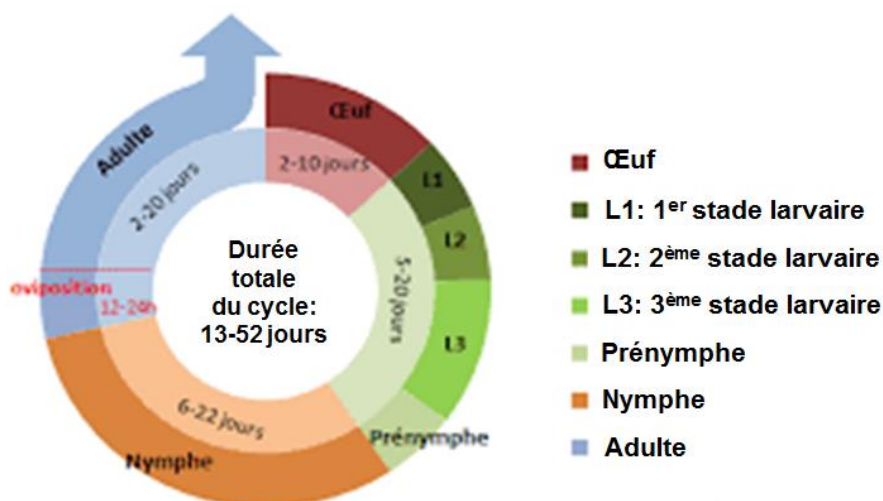 Œuf
2-10 jours
L1
L2
5-20 jours
L3
Prénymphe
6-22 jours
Nymphe
12-24h
oviposition
2-20 jours
Adulte
Durée
totale
du cycle:
13-52 jours
Œuf
L1: 1er stade larvaire
L2: 2ème stade larvaire
L3: 3ème stade larvaire
Prénymphe
Nymphe
Adulte